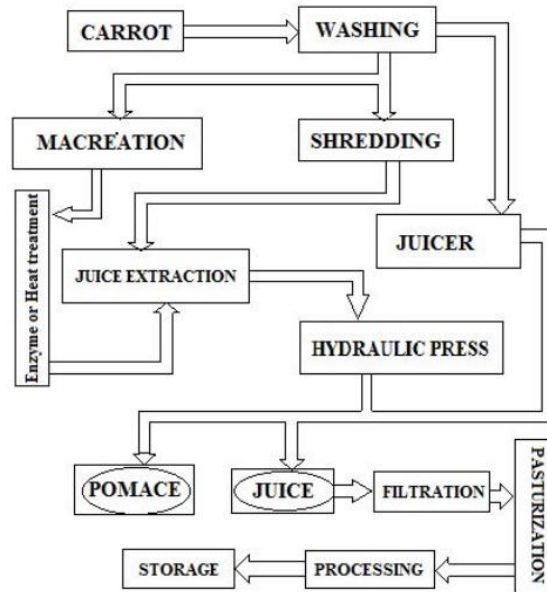 CARROT
WASHING
MACREATION
SHREDDING
Enzyme or Heat treatment
JUICER
JUICE EXTRACTION
HYDRAULIC PRESS
POMACE
JUICE
FILTRATION
PASTURIZATION
STORAGE
PROCESSING